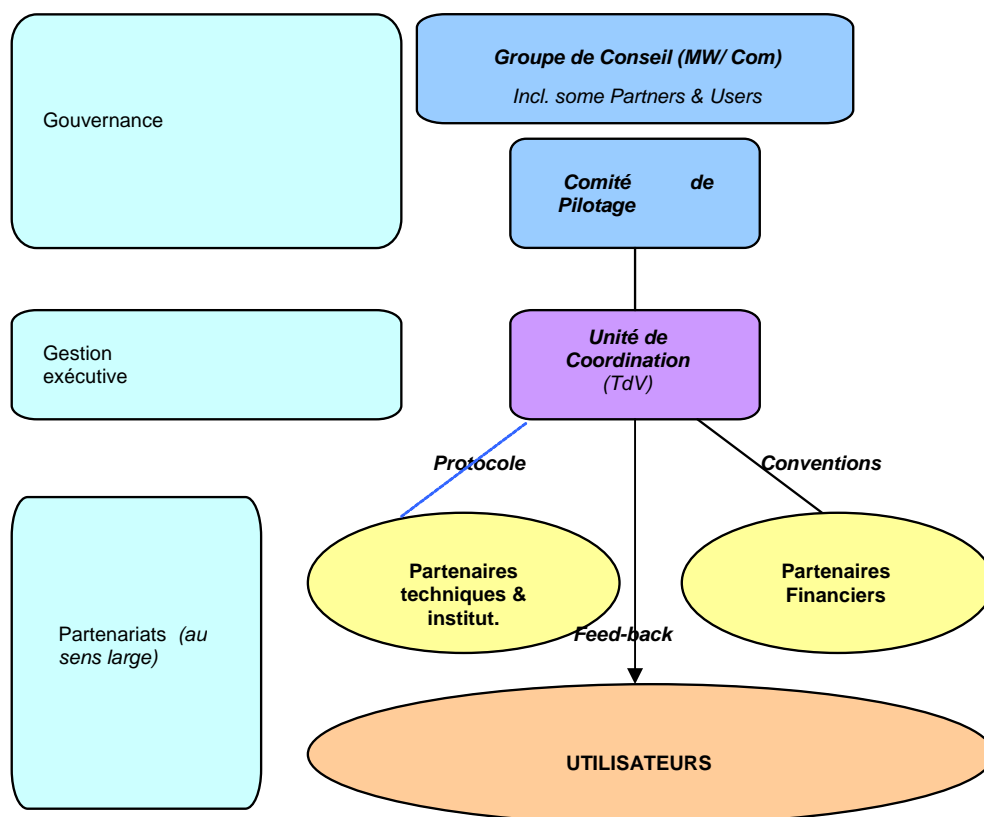 Groupe de Conseil (MW/ Com)
Incl. some Partners & Users
Gouvernance
Comité de
Pilotage
Unité de
Coordination
(TdV)
Gestion
exécutive
Protocole
Conventions
Partenaires
techniques &
institut.
Partenaires
Financiers
Feed-back
Partenariats (au
sens large)
UTILISATEURS